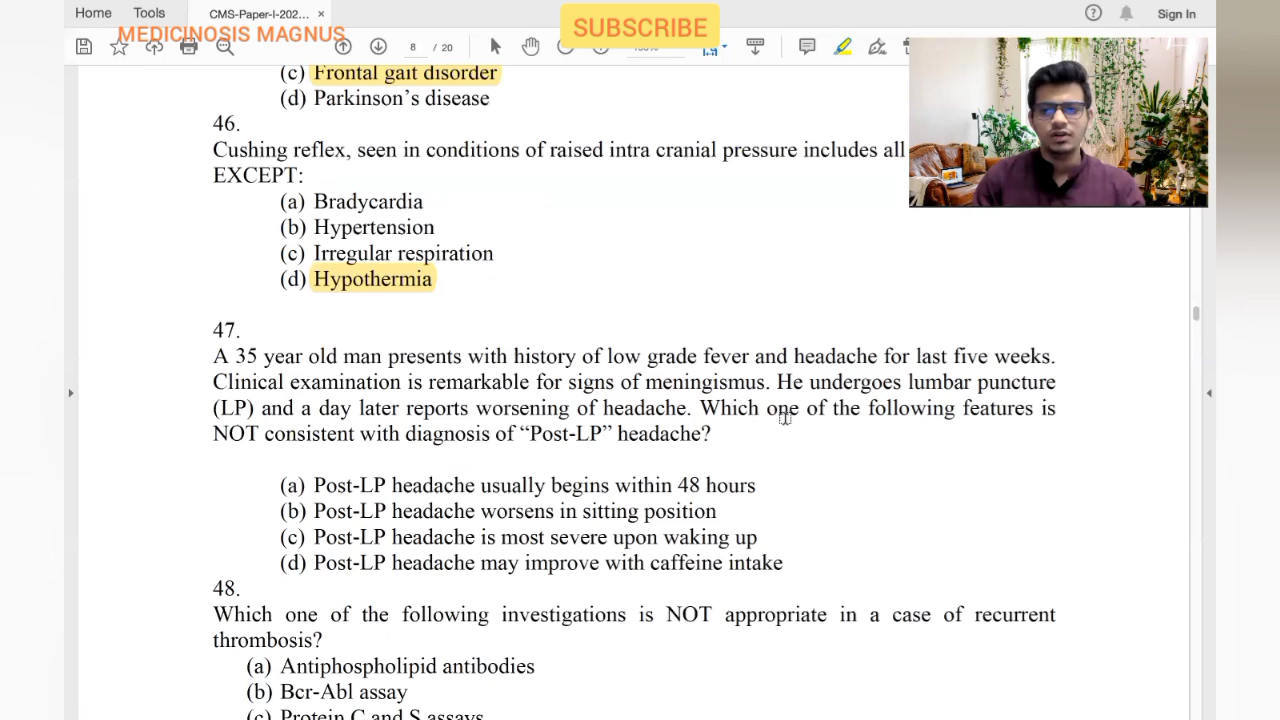 Home Tools CMS-Paper-I-202... × Sign In
MEDICINOSIS MAGNUS
SUBSCRIBE
8 / 20
(c) Frontal gait disorder
(d) Parkinson's disease
46.
Cushing reflex, seen in conditions of raised intra cranial pressure includes all
EXCEPT:
(a) Bradycardia
(b) Hypertension
(c) Irregular respiration
(d) Hypothermia
47.
A 35 year old man presents with history of low grade fever and headache for last five weeks.
Clinical examination is remarkable for signs of meningismus. He undergoes lumbar puncture
(LP) and a day later reports worsening of headache. Which one of the following features is
NOT consistent with diagnosis of “Post-LP” headache?
(a) Post-LP headache usually begins within 48 hours
(b) Post-LP headache worsens in sitting position
(c) Post-LP headache is most severe upon waking up
(d) Post-LP headache may improve with caffeine intake
48.
Which one of the following investigations is NOT appropriate in a case of recurrent
thrombosis?
(a) Antiphospholipid antibodies
(b) Bcr-Abl assay
(c) Protein C and S assays